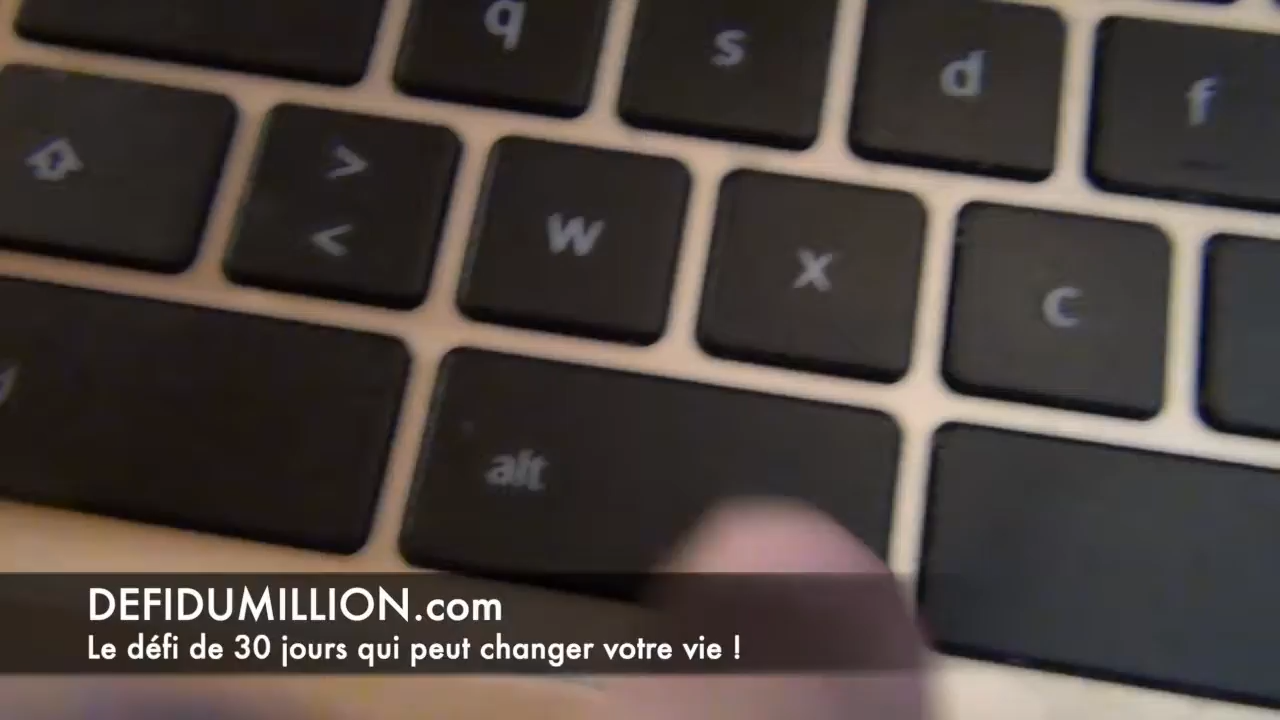 q s d f
> 
< w x c
alt
DEFIDUMILLION.com
Le défi de 30 jours qui peut changer votre vie !